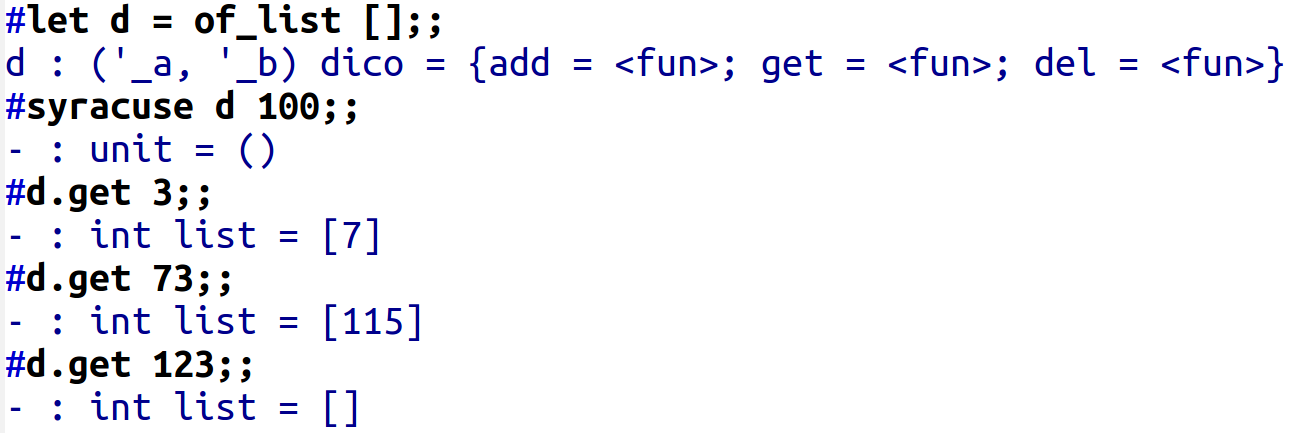 #let d = of_list [];;
d : ('_a, '_b) dico = {add = <fun>; get = <fun>; del = <fun>}
#syracuse d 100;;
- : unit = ()
#d.get 3;;
- : int list = [7]
#d.get 73;;
- : int list = [115]
#d.get 123;;
- : int list = []